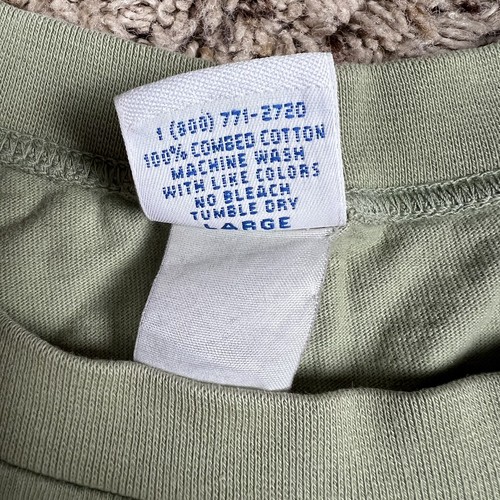 1 (800) 771-2720
100% COMBED COTTON
MACHINE WASH
WITH LIKE COLORS
NO BLEACH
TUMBLE DRY
LARGE